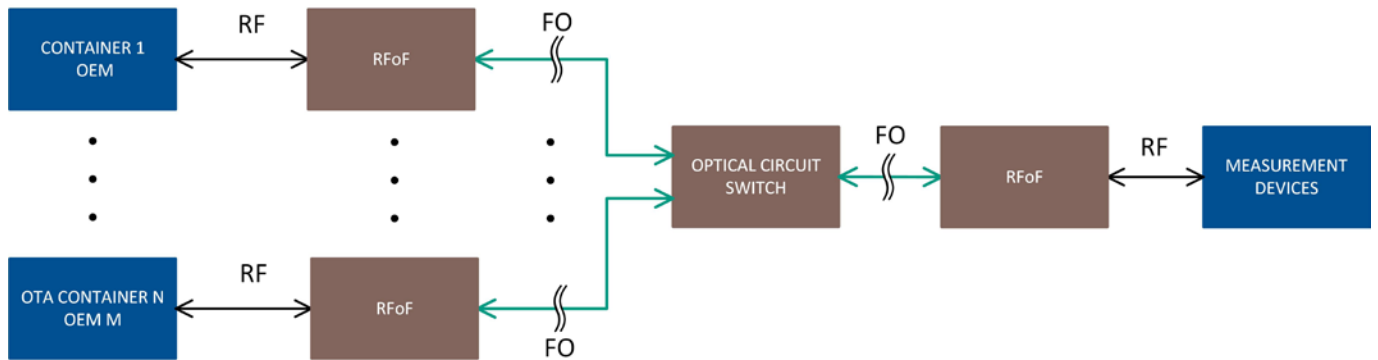 CONTAINER 1
OEM
RF
RFoF
FO
OPTICAL CIRCUIT
SWITCH
FO
RFoF
RF
MEASUREMENT
DEVICES
OTA CONTAINER N
OEM M
RF
RFoF
FO